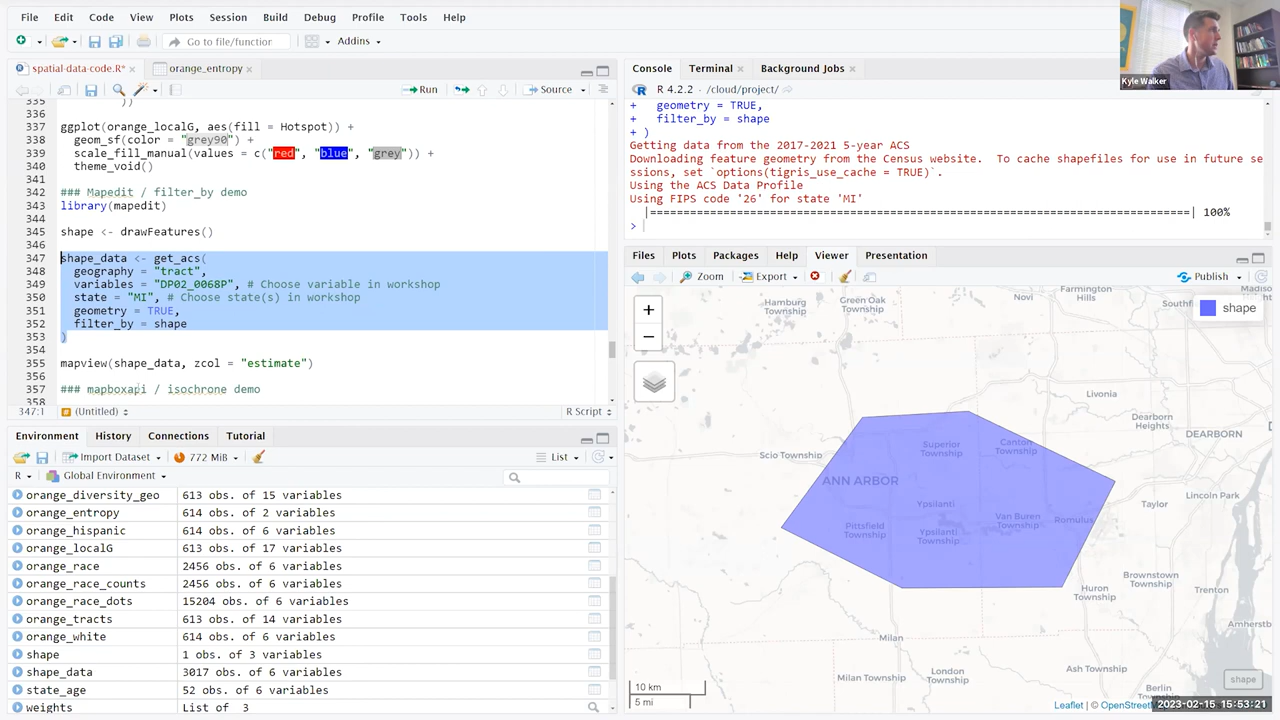 File Edit Code View Plots Session Build Debug Profile Tools Help
Go to file/function Addins
Kyle Walker
spatial-data-code.R* orange_entropy
Run Source
335 ))
336
337 ggplot(orange_localG, aes(fill = Hotspot)) +
338 geom_sf(color = "grey90") +
339 scale_fill_manual(values = c("red", "blue", "grey")) +
340 theme_void()
341
342 ### Mapedit / filter_by demo
343 library(mapedit)
344
345 shape <- drawFeatures()
346
347 shape_data <- get_acs(
348 geography = "tract",
349 variables = "DP02_0068P", # Choose variable in workshop
350 state = "MI", # Choose state(s) in workshop
351 geometry = TRUE,
352 filter_by = shape
353 )
354
355 mapview(shape_data, zcol = "estimate")
356
357 ### mapboxapi / isochrone demo
358
347:1 (Untitled) R Script
Environment History Connections Tutorial
Import Dataset 772 MiB List
R Global Environment
orange_diversity_geo 613 obs. of 15 variables
orange_entropy 614 obs. of 2 variables
orange_hispanic 614 obs. of 6 variables
orange_localG 613 obs. of 17 variables
orange_race 2456 obs. of 6 variables
orange_race_counts 2456 obs. of 6 variables
orange_race_dots 15204 obs. of 6 variables
orange_tracts 613 obs. of 14 variables
orange_white 614 obs. of 6 variables
shape 1 obs. of 3 variables
shape_data 3017 obs. of 6 variables
state_age 52 obs. of 6 variables
weights List of 3
Console Terminal Background Jobs
R 4.2.2 · /cloud/project/
+ geometry = TRUE,
+ filter_by = shape
+ )
Getting data from the 2017-2021 5-year ACS
Downloading feature geometry from the Census website. To cache shapefiles for use in future se
ssions, set `options(tigris_use_cache = TRUE)`.
Using the ACS Data Profile
Using FIPS code '26' for state 'MI'
|======================================================================================| 100%
>
Files Plots Packages Help Viewer Presentation
Zoom Export Publish
+
−
shape
Hamburg
Township
Green Oak
Township
Novi
Farmington
Hills
Madison
Livonia
Dearborn
Heights
DEARBORN
Scio Township
Superior
Township
Canton
Township
ANN ARBOR
Ypsilanti
Taylor
Lincoln Park
Pittsfield
Township
Ypsilanti
Township
Van Buren
Township
Romulus
Huron
Township
Brownstown
Township
Trenton
Milan
Milan Township
London
Township
Ash Township
Berlin
10 km
5 mi
shape
Leaflet | © OpenStreetM
2023-02-15 15:53:21